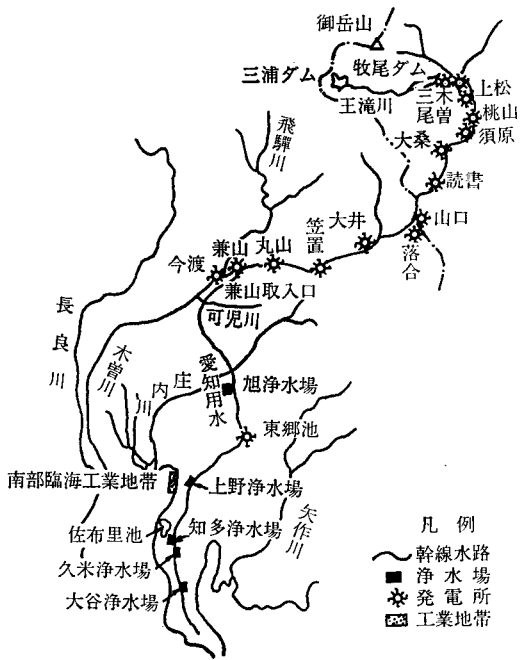 御岳山
三浦ダム
牧尾ダム
王滝川
三尾
木曽
上松
桃山
須原
大桑
読書
山口
落合
大井
笠置
丸山
兼山
今渡
兼山取入口
飛驒川
可児川
長良川
木曽川
庄内川
愛知用水
旭浄水場
東郷池
南部臨海工業地帯
上野浄水場
矢作川
佐布里池
知多浄水場
久米浄水場
大谷浄水場
凡例
幹線水路
浄水場
発電所
工業地帯